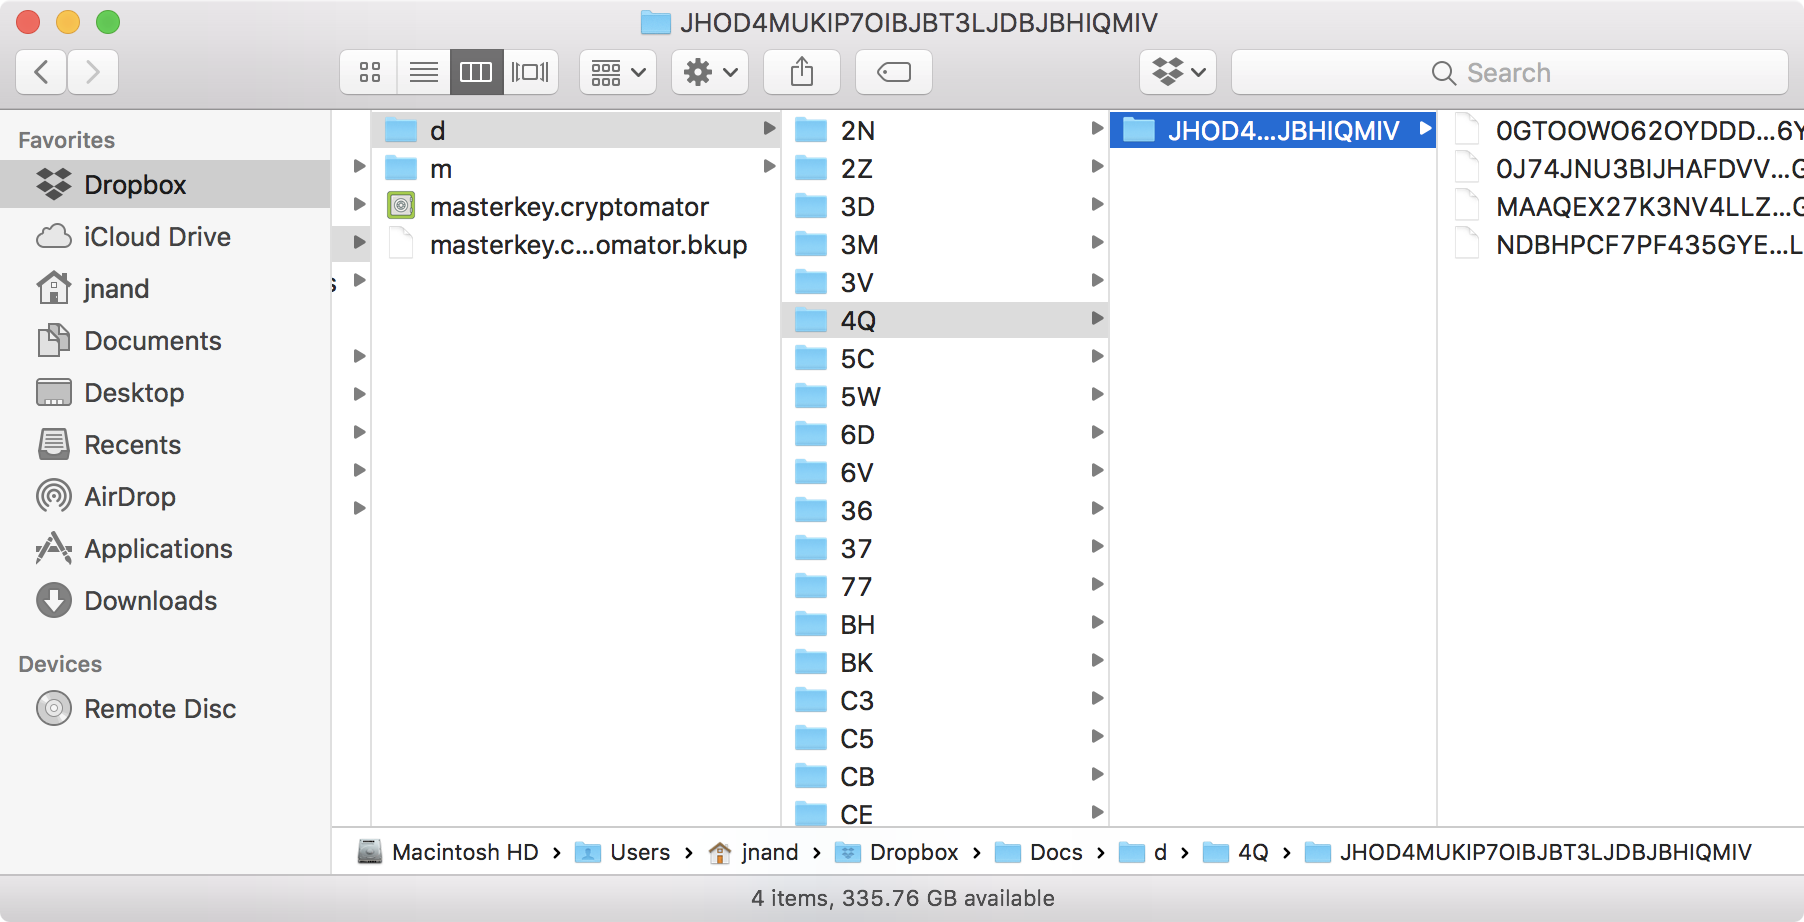 JHOD4MUKIP7OIBJBT3LJDBJBHIQMIV
Search
Favorites
Dropbox
iCloud Drive
jnand
Documents
Desktop
Recents
AirDrop
Applications
Downloads
Devices
Remote Disc
s
d
m
masterkey.cryptomator
masterkey.c...omator.bkup
2N
2Z
3D
3M
3V
4Q
5C
5W
6D
6V
36
37
77
BH
BK
C3
C5
CB
CE
JHOD4...JBHIQMIV
0GTOOWO62OYDDD...6Y
0J74JNU3BIJHAFDVV...G
MAAQEX27K3NV4LLZ...G
NDBHPCF7PF435GYE...L
Macintosh HD › Users › jnand › Dropbox › Docs › d › 4Q › JHOD4MUKIP7OIBJBT3LJDBJBHIQMIV
4 items, 335.76 GB available